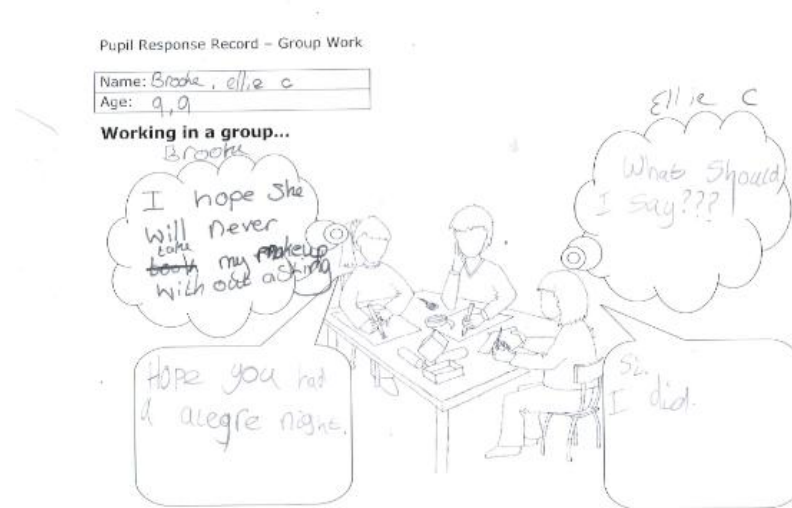 Pupil Response Record – Group Work
Name: Brooke, ellie c
Age: 9,9
Working in a group...
Brooke
I hope She
will never
take
took my makeup
with out asking
Hope you had
a alegre night.
Ellie C
What Should
I Say???
Si.
I did.